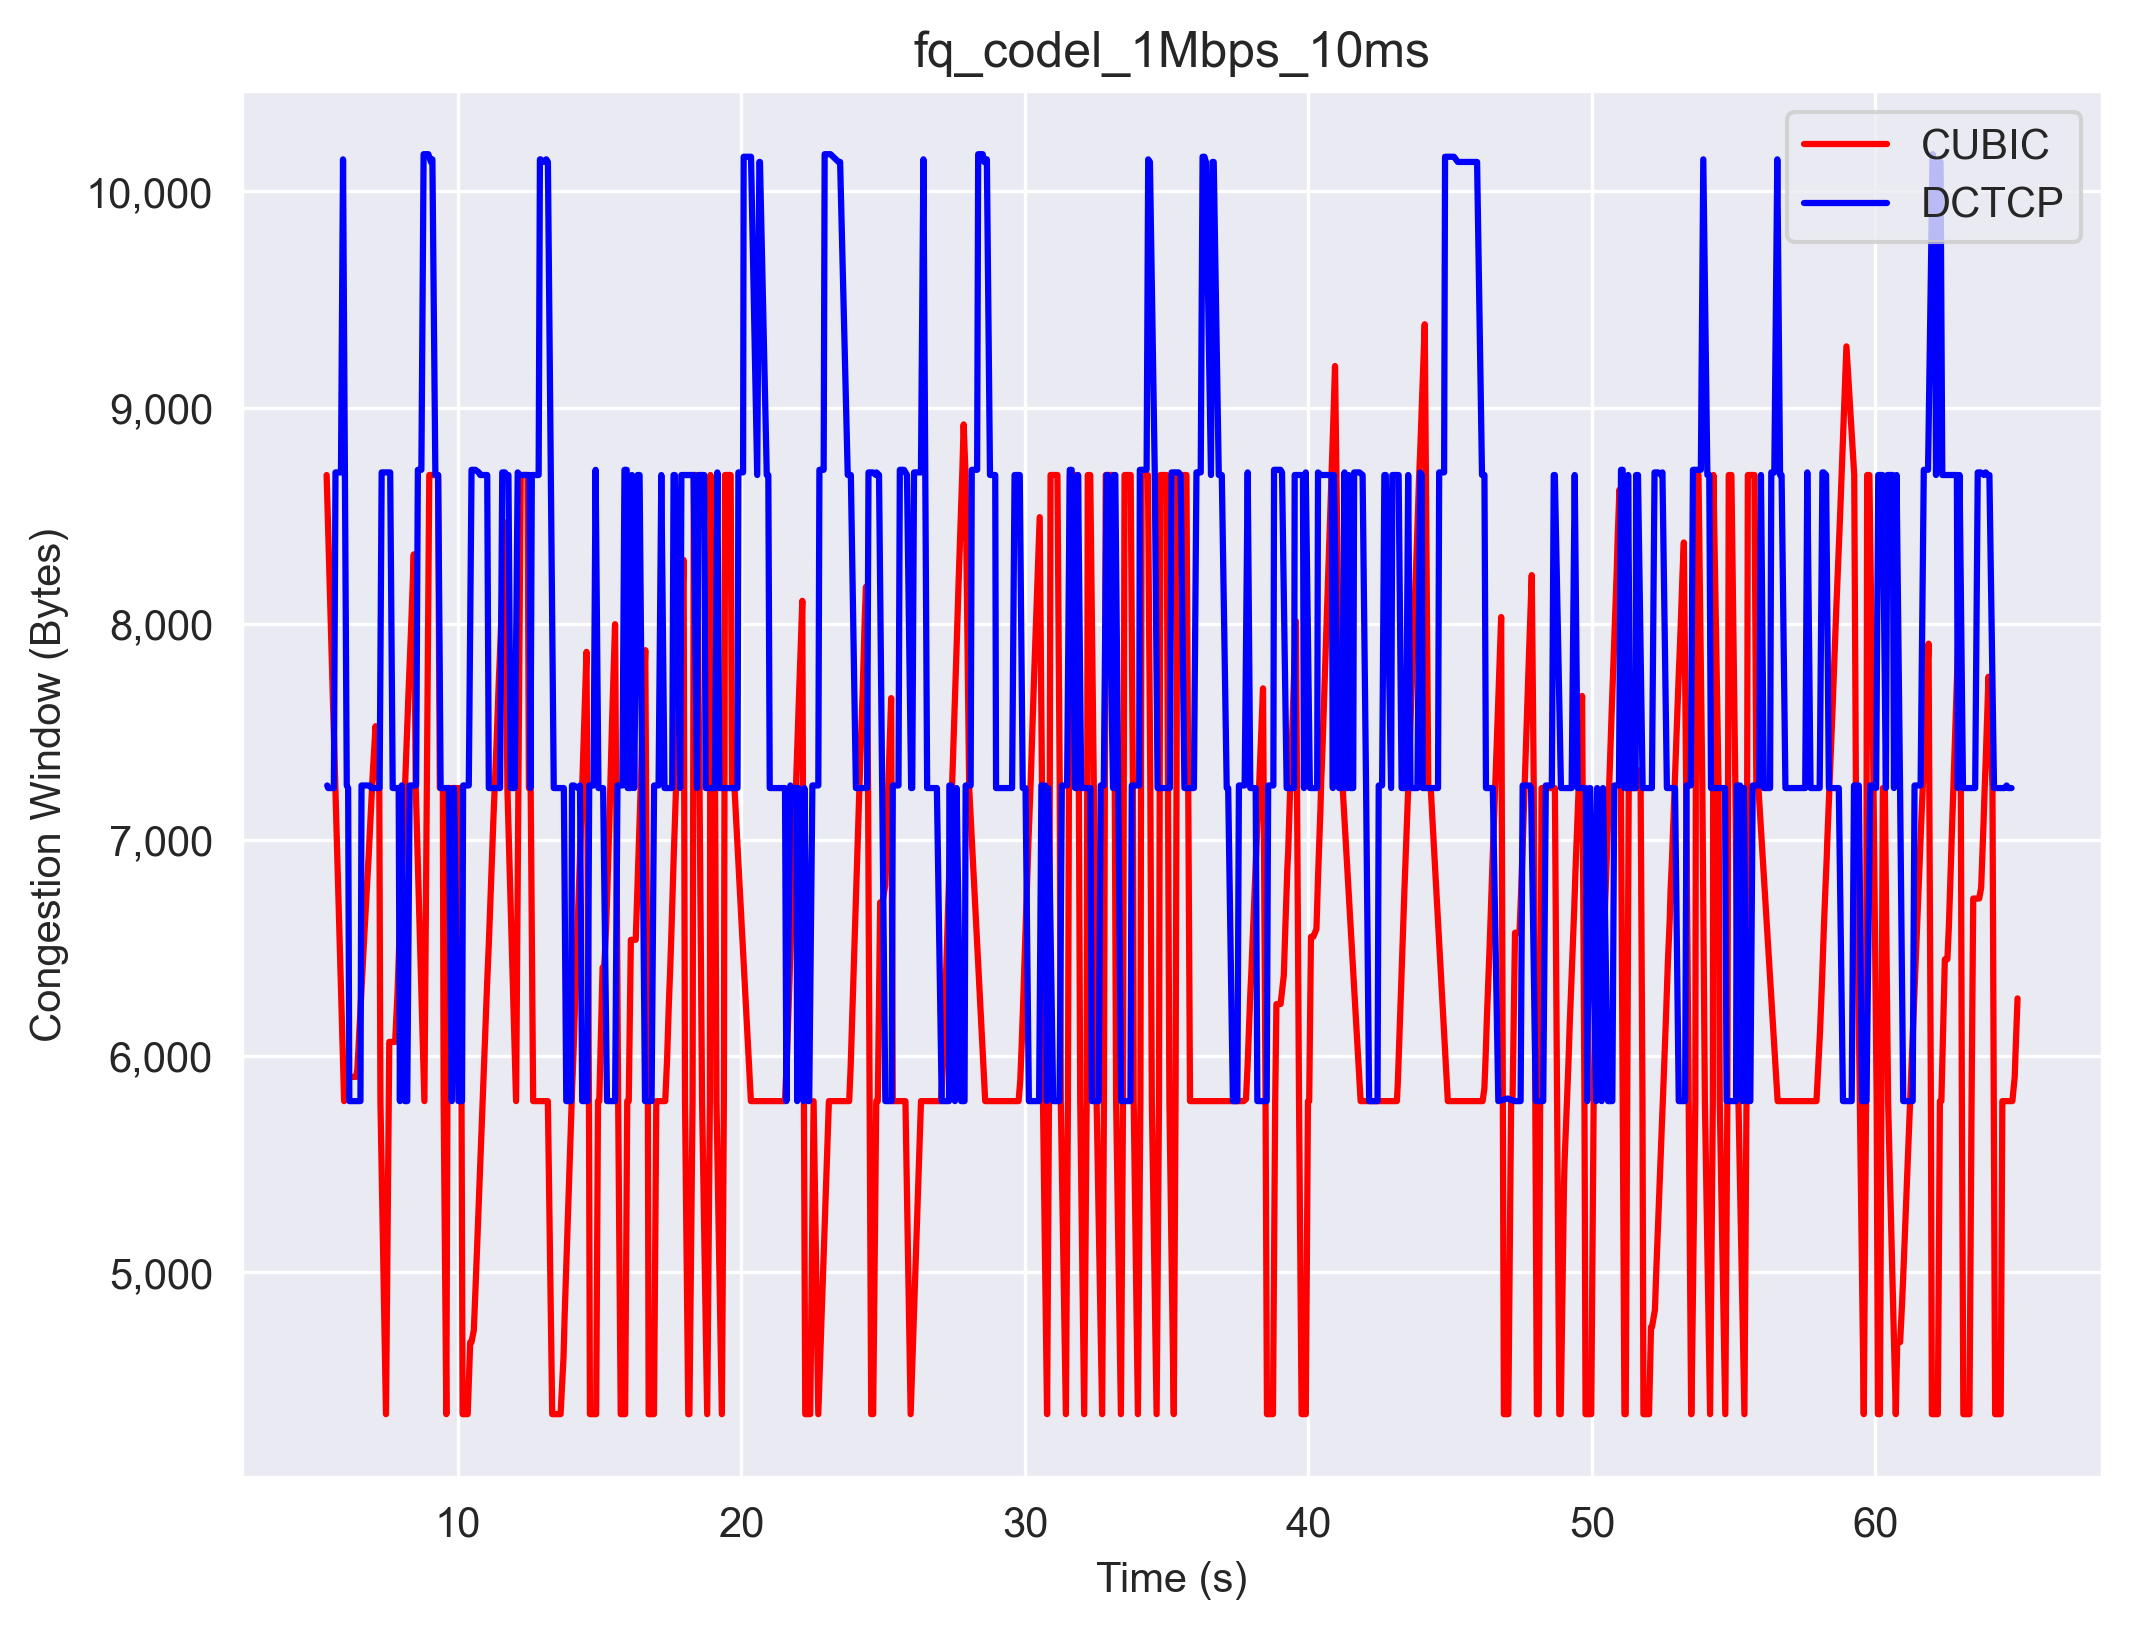 fq_codel_1Mbps_10ms
CUBIC
DCTCP
Congestion Window (Bytes)
10,000
9,000
8,000
7,000
6,000
5,000
10
20
30
40
50
60
Time (s)